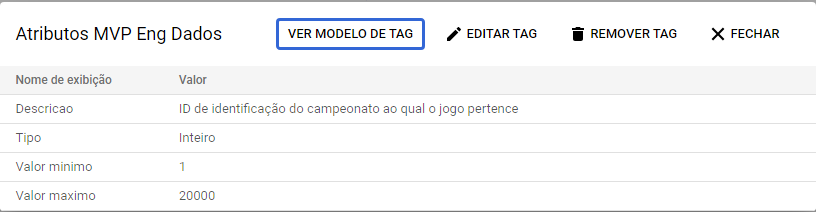 Atributos MVP Eng Dados VER MODELO DE TAG EDITAR TAG REMOVER TAG FECHAR
Nome de exibição Valor
Descricao ID de identificação do campeonato ao qual o jogo pertence
Tipo Inteiro
Valor minimo 1
Valor maximo 20000